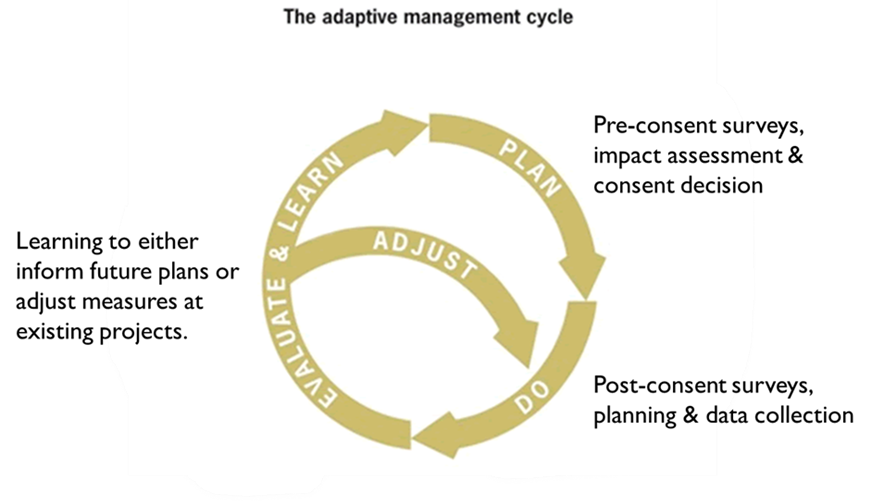 The adaptive management cycle
PLAN
Pre-consent surveys,
impact assessment &
consent decision
EVALUATE & LEARN
ADJUST
Learning to either
inform future plans or
adjust measures at
existing projects.
DO
Post-consent surveys,
planning & data collection